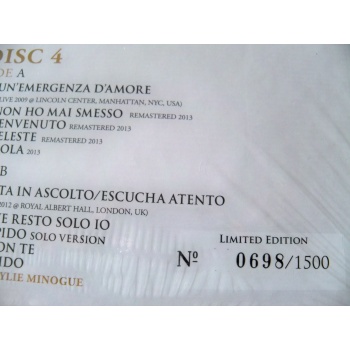 DISC 4
DE A
UN'EMERGENZA D'AMORE
LIVE 2009 @ LINCOLN CENTER, MANHATTAN, NYC, USA)
NON HO MAI SMESSO REMASTERED 2013
ENVENUTO REMASTERED 2013
ELESTE REMASTERED 2013
OLA 2013
B
TA IN ASCOLTO/ESCUCHA ATENTO
2012 @ ROYAL ALBERT HALL, LONDON, UK)
TE RESTO SOLO IO
PIDO SOLO VERSION
ON TE
IDO
YLIE MINOGUE
LIMITED EDITION
Nº 0698/1500